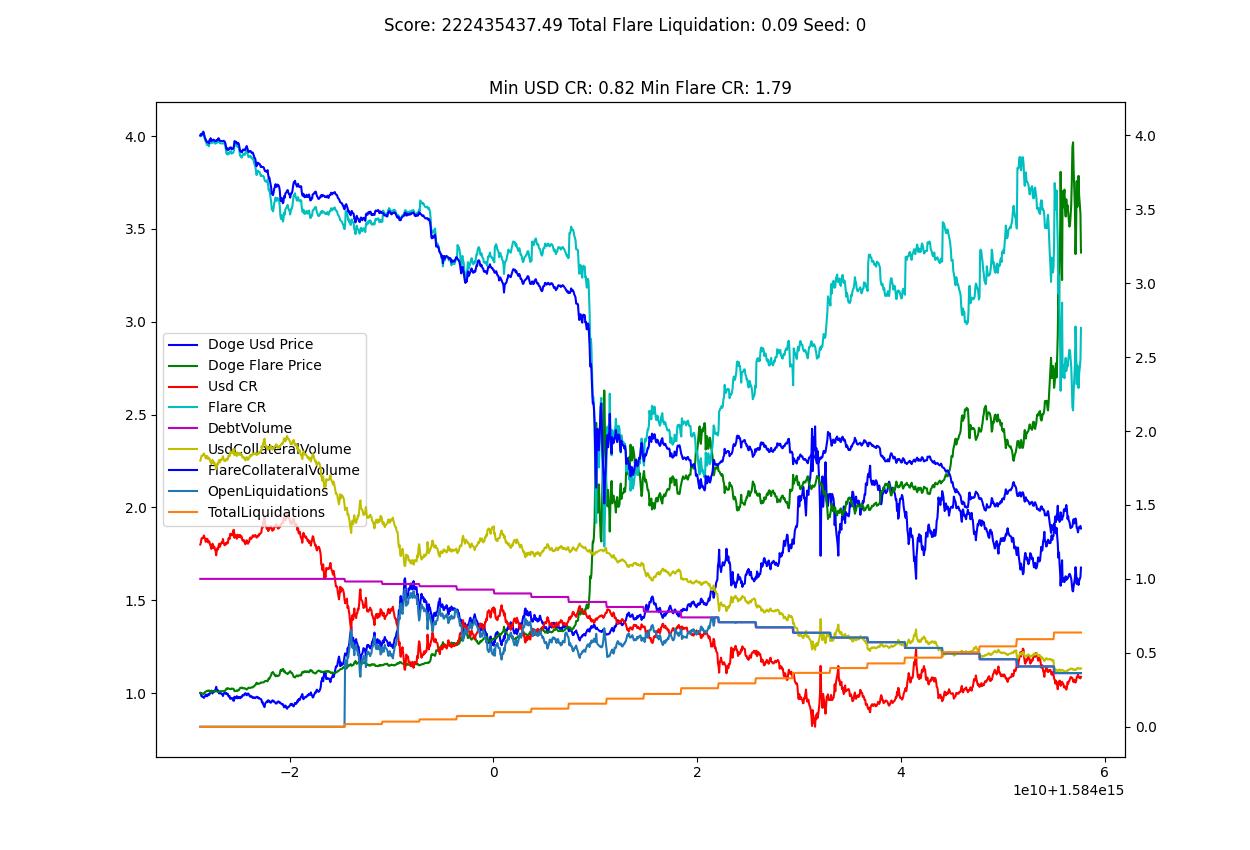 Score: 222435437.49 Total Flare Liquidation: 0.09 Seed: 0
Min USD CR: 0.82 Min Flare CR: 1.79
4.0
3.5
3.0
2.5
2.0
1.5
1.0
Doge Usd Price
Doge Flare Price
Usd CR
Flare CR
DebtVolume
UsdCollateralVolume
FlareCollateralVolume
OpenLiquidations
TotalLiquidations
4.0
3.5
3.0
2.5
2.0
1.5
1.0
0.5
0.0
−2 0 2 4 6
1e10+1.584e15